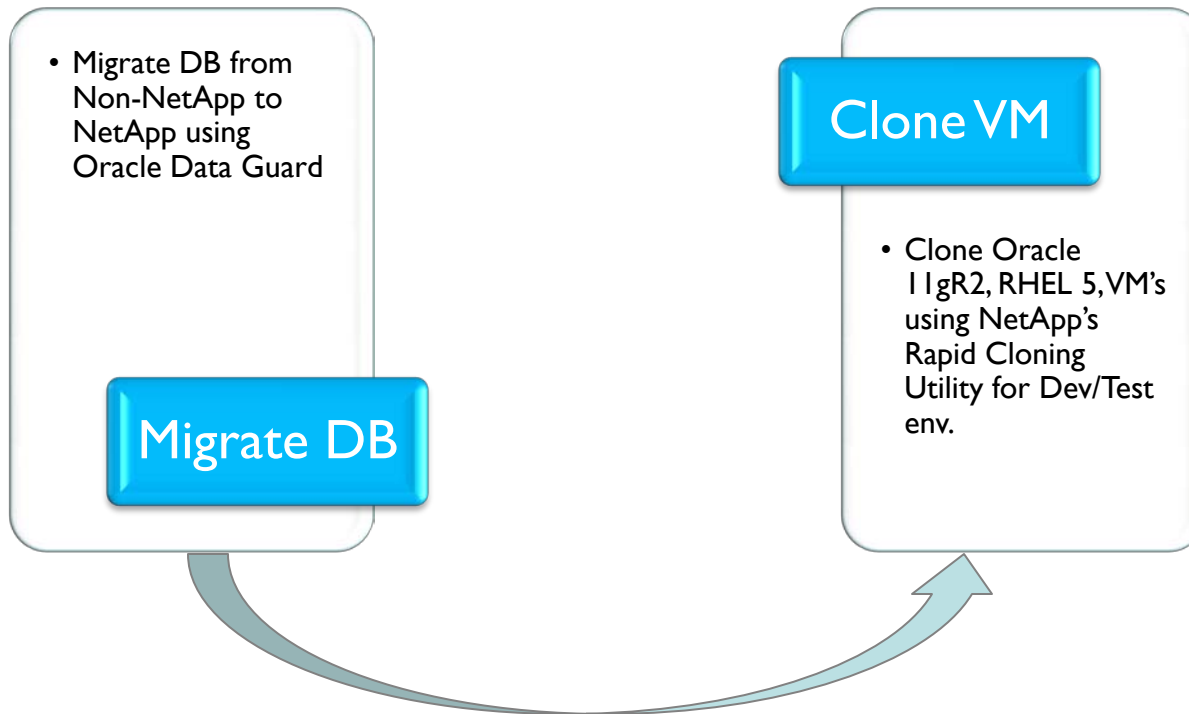 • Migrate DB from
Non-NetApp to
NetApp using
Oracle Data Guard
Migrate DB
Clone VM
• Clone Oracle
11gR2, RHEL 5, VM’s
using NetApp’s
Rapid Cloning
Utility for Dev/Test
env.